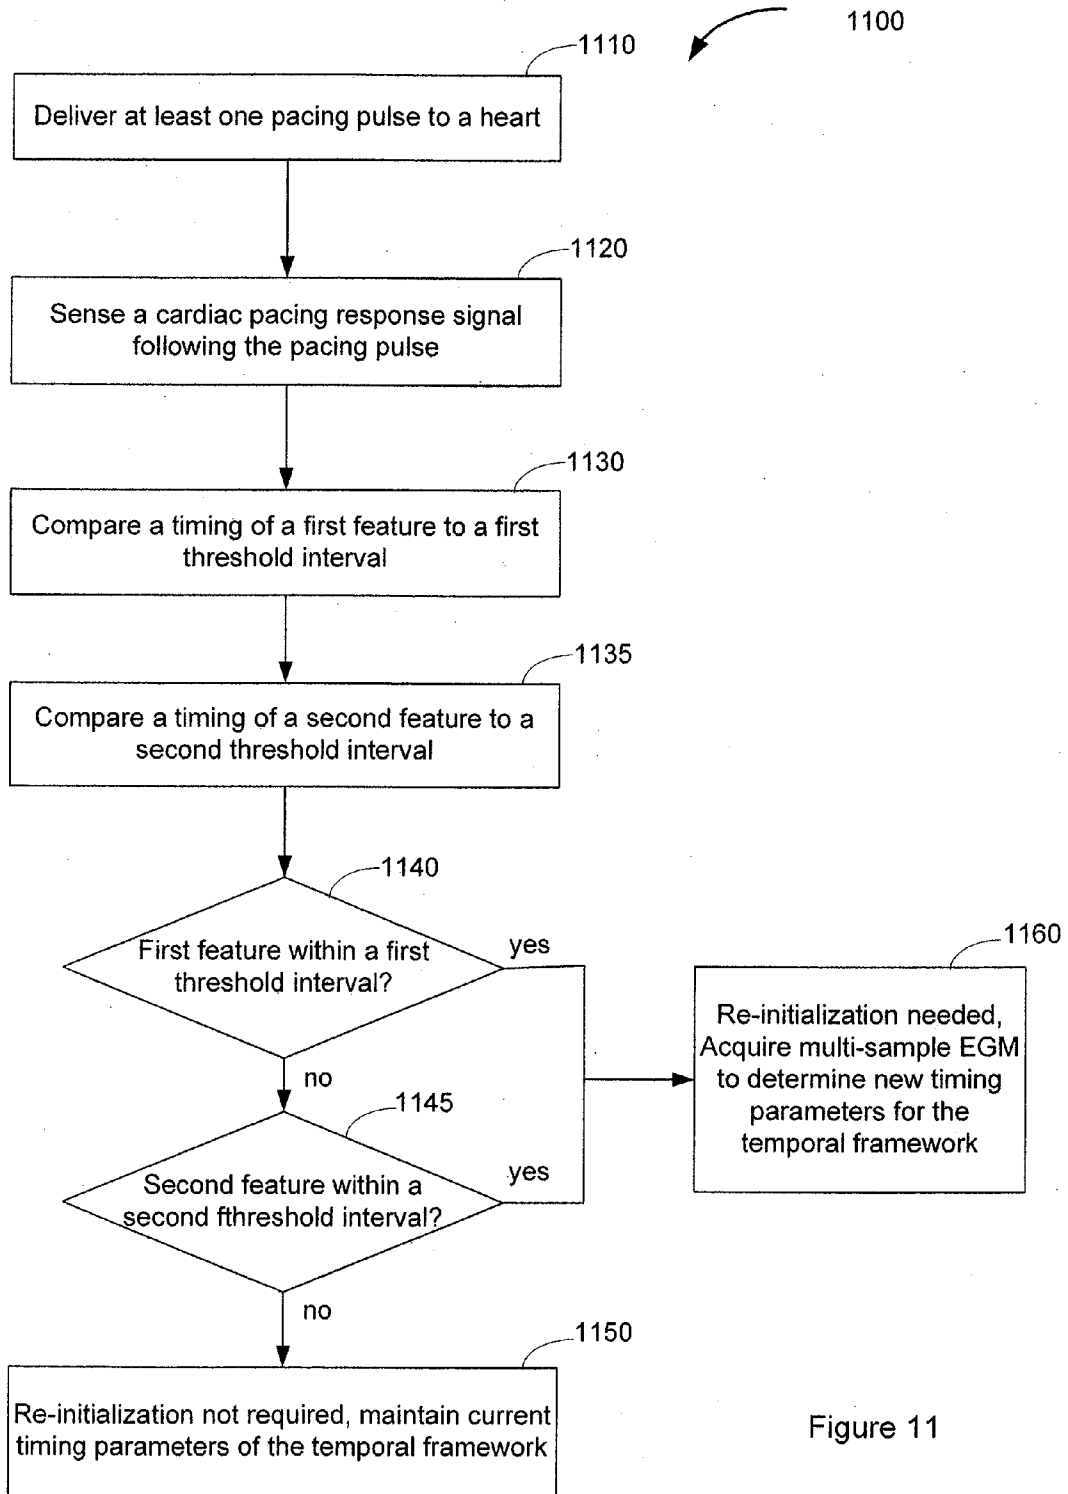 1100
1110
Deliver at least one pacing pulse to a heart
1120
Sense a cardiac pacing response signal
following the pacing pulse
1130
Compare a timing of a first feature to a first
threshold interval
1135
Compare a timing of a second feature to a
second threshold interval
1140
First feature within a first
threshold interval?
yes
no
1160
Re-initialization needed,
Acquire multi-sample EGM
to determine new timing
parameters for the
temporal framework
1145
Second feature within a
second fthreshold interval?
yes
no
1150
Re-initialization not required, maintain current
timing parameters of the temporal framework
Figure 11